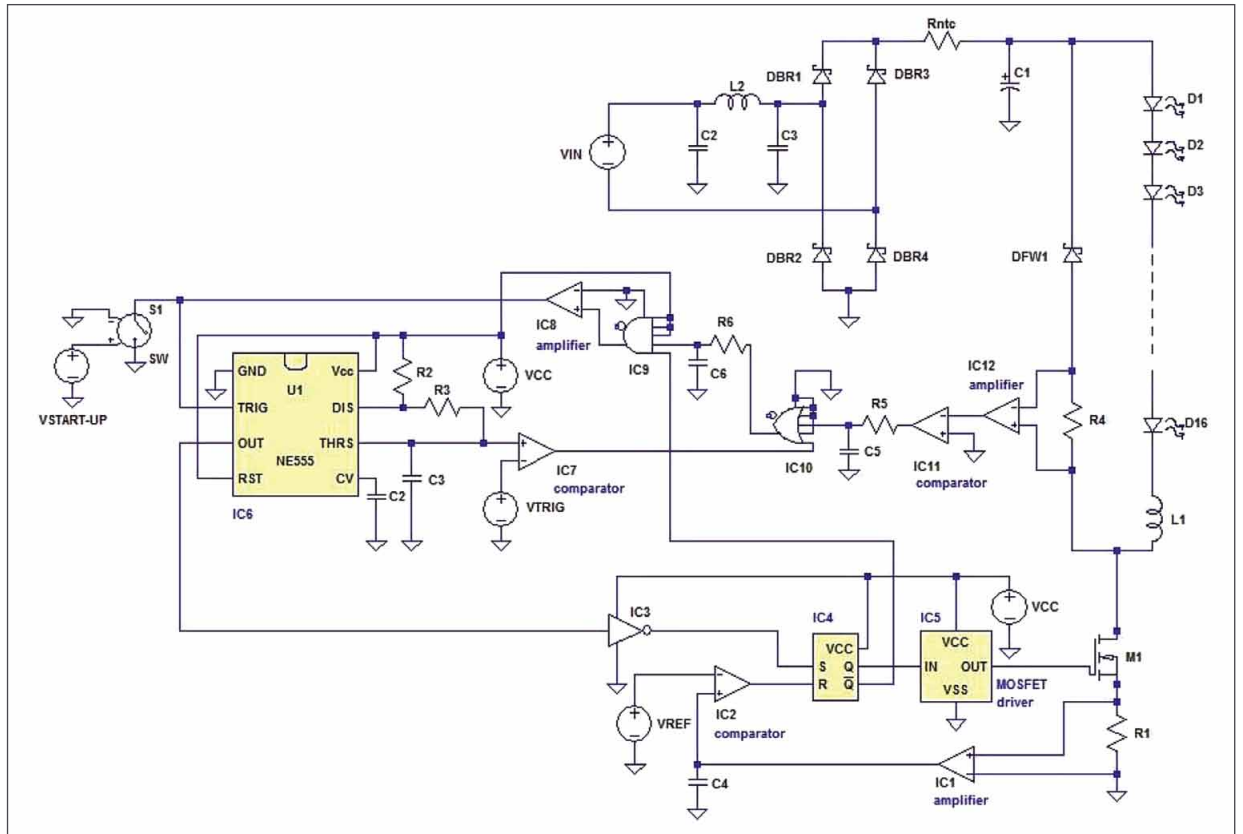 Rntc
DBR1
DBR3
C1
L2
D1
C2
C3
D2
VIN
D3
DBR2
DBR4
DFW1
S1
IC8
amplifier
R6
SW
IC9
C6
IC12
amplifier
GND
Vcc
R2
VCC
U1
R3
R5
R4
D16
VSTART-UP
TRIG
DIS
OUT
THRS
NE555
IC10
C5
IC11
comparator
IC7
comparator
RST
CV
C2
C3
VTRIG
L1
IC6
IC3
IC4
IC5
VCC
VCC
VCC
S
Q
IN
OUT
M1
R
Q
VSS
MOSFET
driver
VREF
IC2
comparator
R1
C4
IC1
amplifier